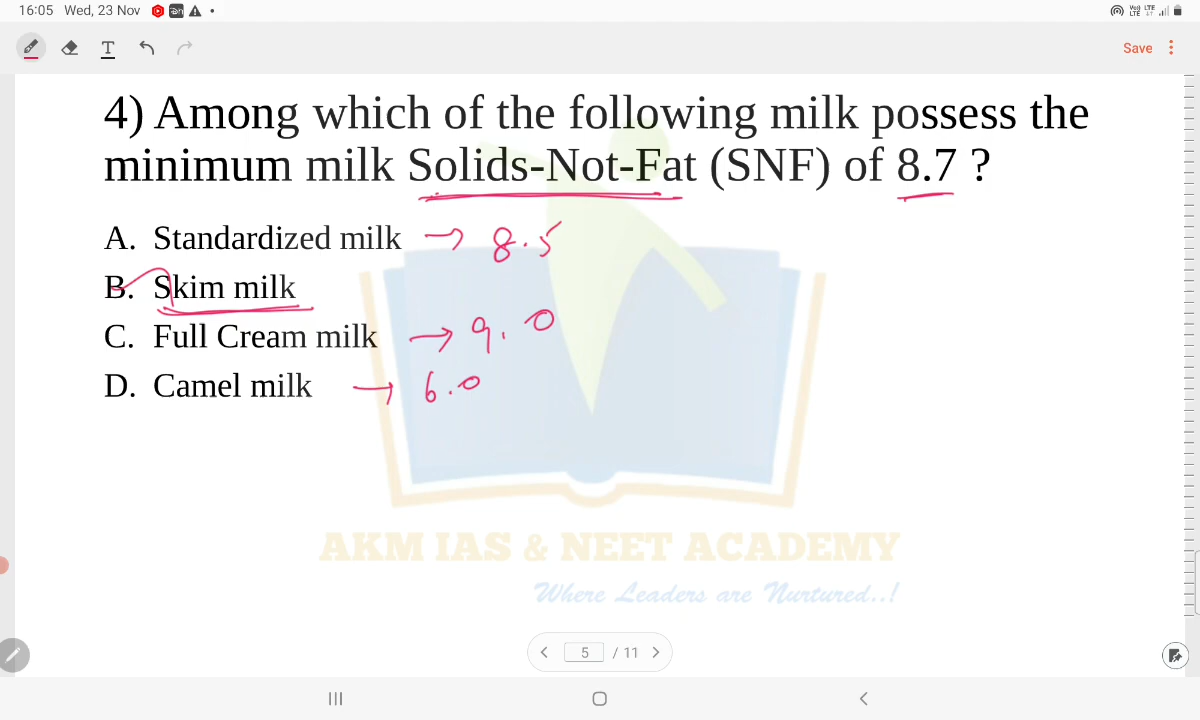 16:05 Wed, 23 Nov
T
Save
4) Among which of the following milk possess the
minimum milk Solids-Not-Fat (SNF) of 8.7 ?
A. Standardized milk → 8.5
B. Skim milk
C. Full Cream milk → 9.0
D. Camel milk → 6.0
AKM IAS & NEET ACADEMY
Where Leaders are Nurtured..!
5 / 11